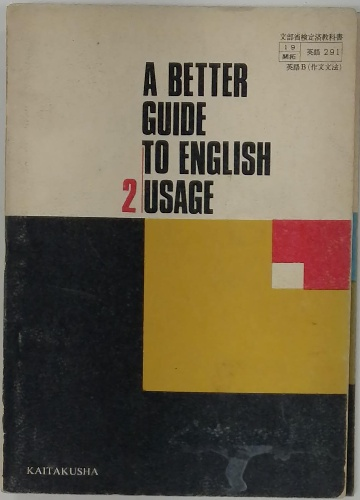 文部省検定済教科書
19
開拓
英語 291
英語B(作文文法)
A BETTER
GUIDE
TO ENGLISH
2 USAGE
KAITAKUSHA